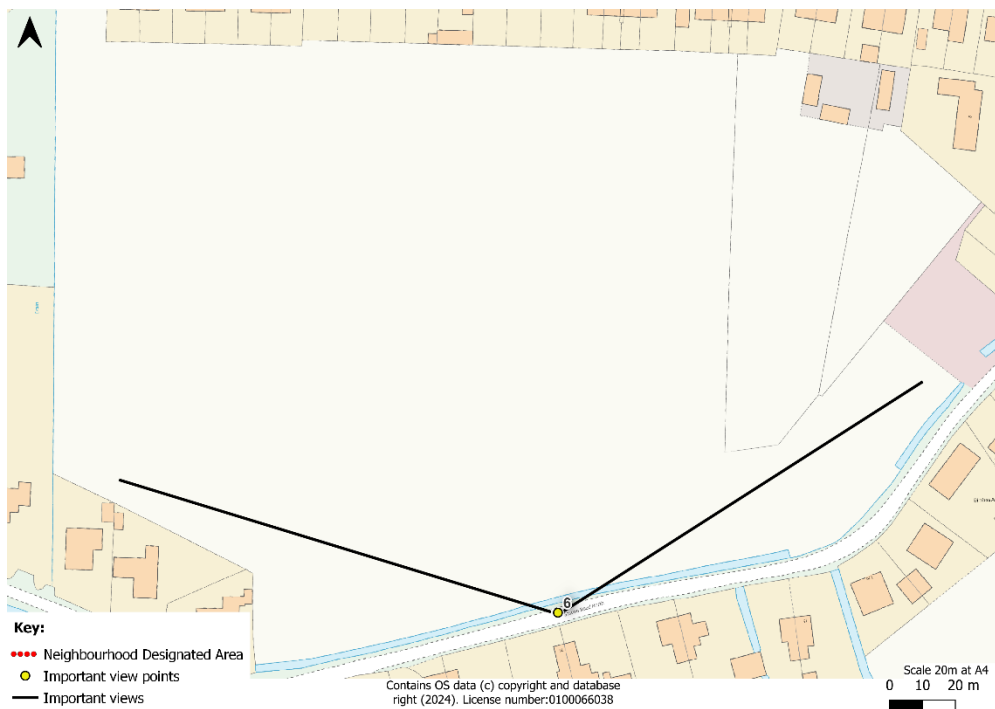 6
Key:
Neighbourhood Designated Area
Important view points
Important views
Contains OS data (c) copyright and database
right (2024). License number:0100066038
Scale 20m at A4
0 10 20 m